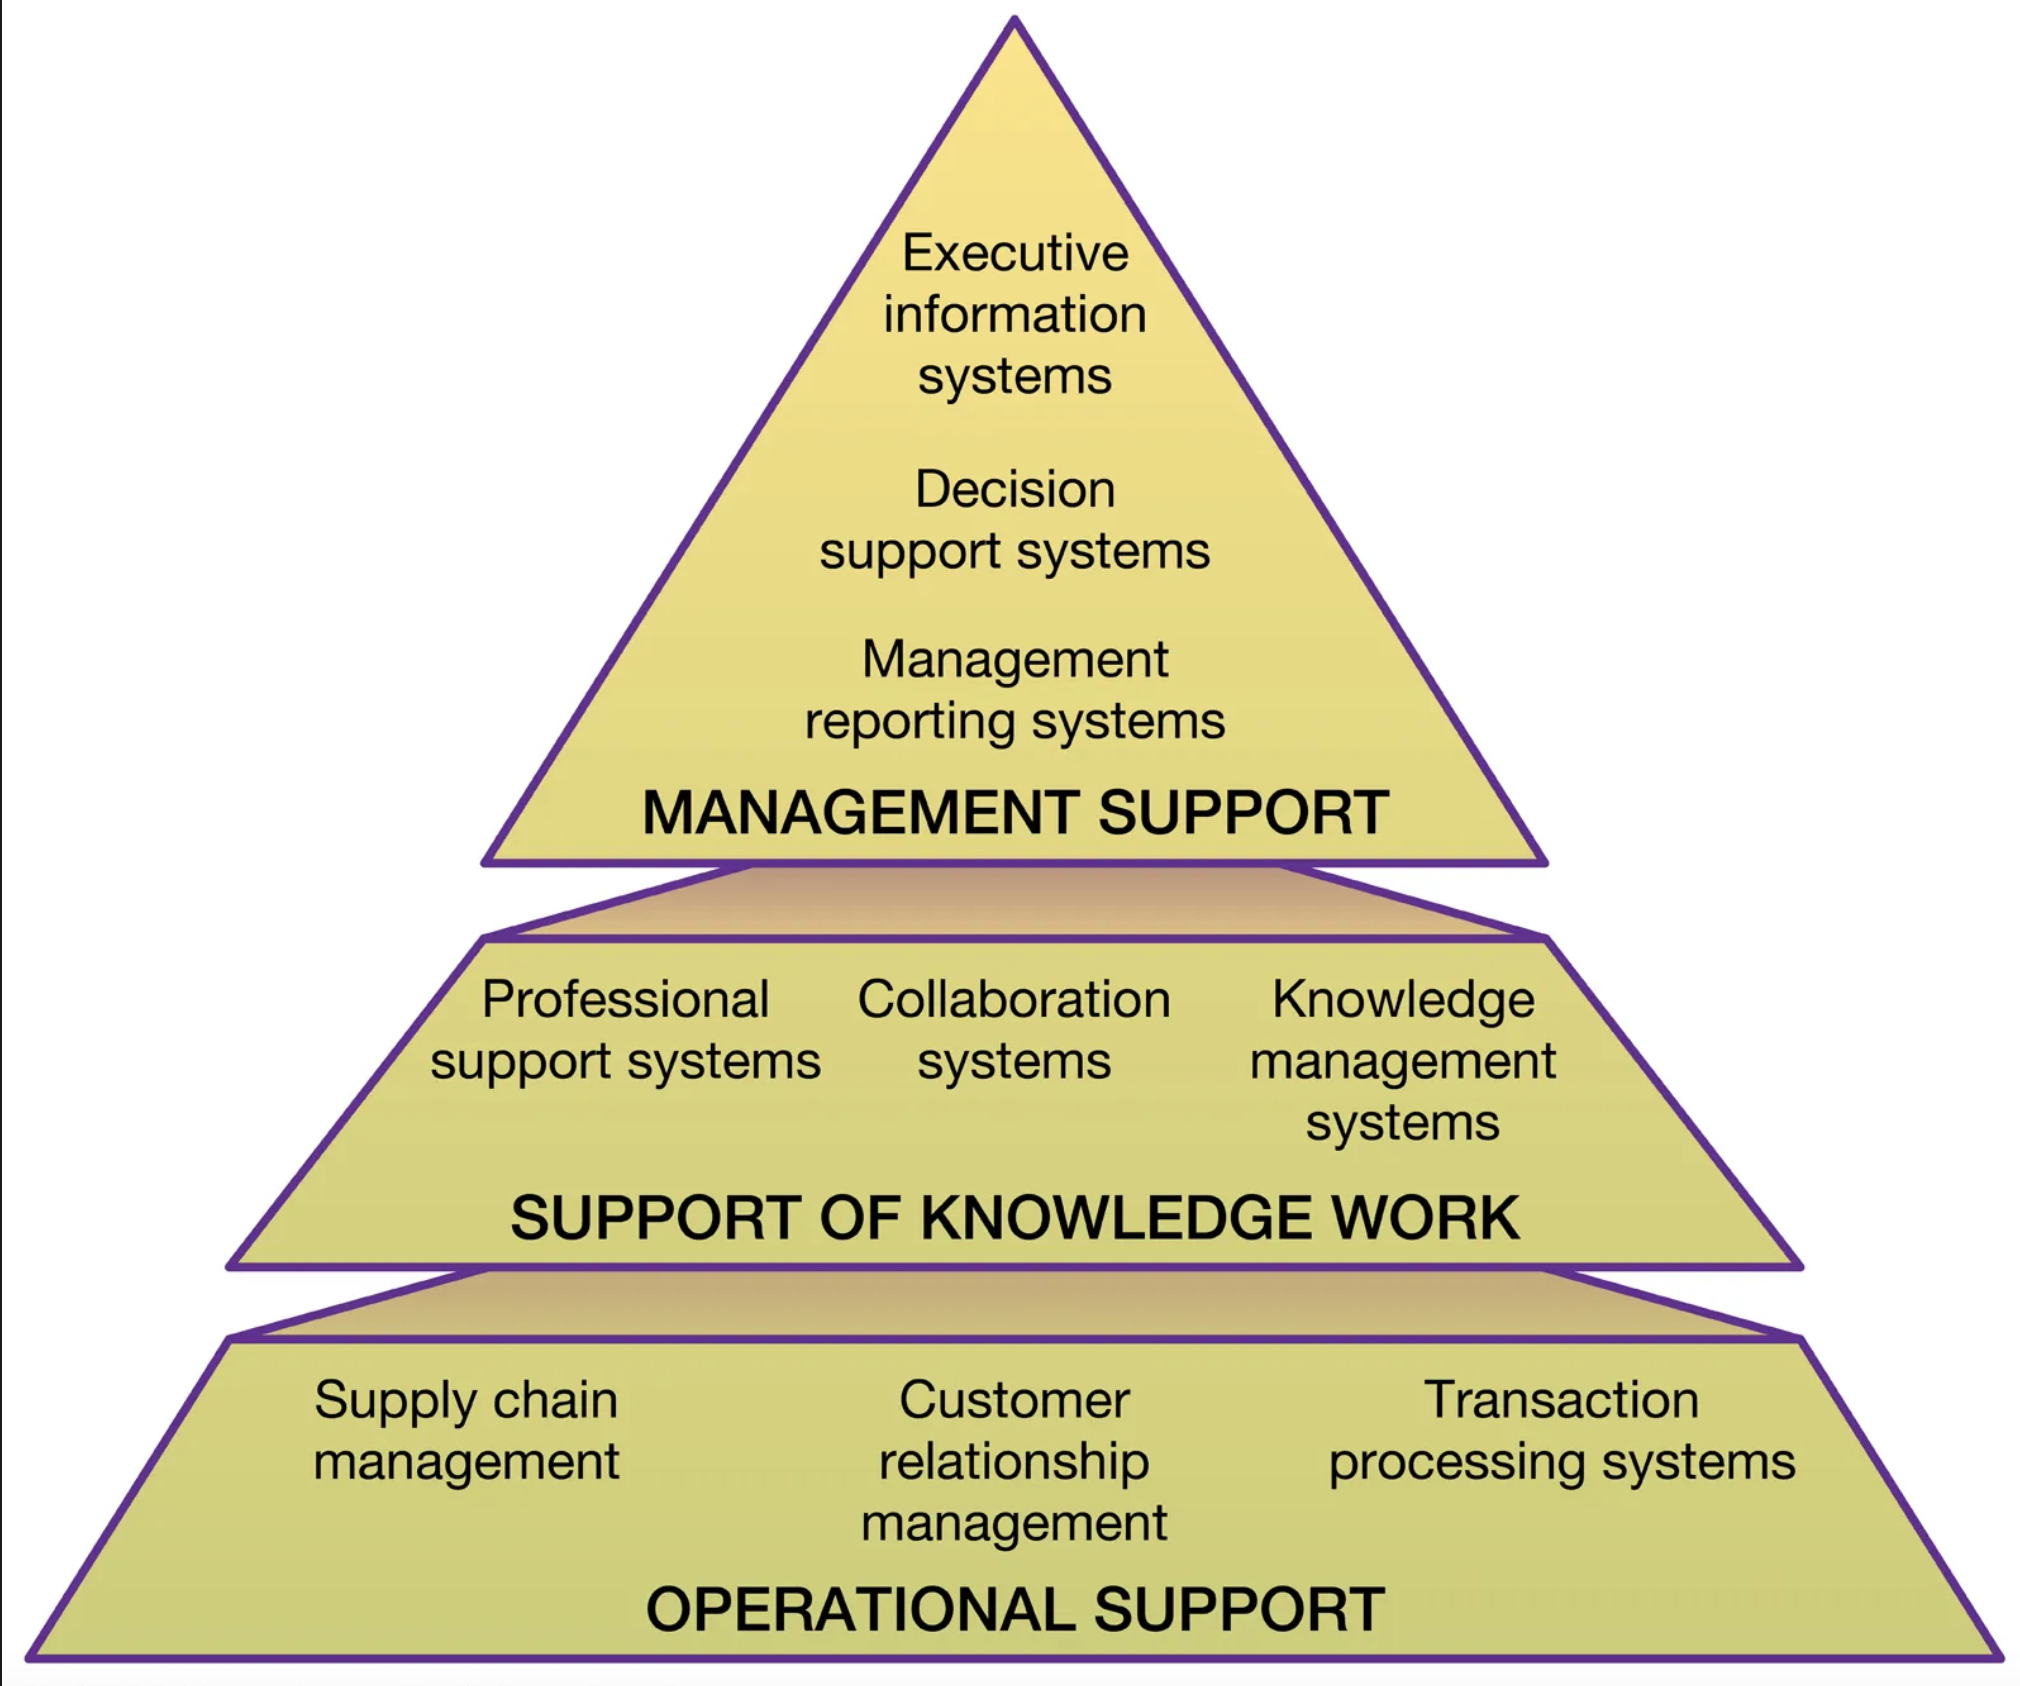 Executive
information
systems
Decision
support systems
Management
reporting systems
MANAGEMENT SUPPORT
Professional
support systems
Collaboration
systems
Knowledge
management
systems
SUPPORT OF KNOWLEDGE WORK
Supply chain
management
Customer
relationship
management
Transaction
processing systems
OPERATIONAL SUPPORT